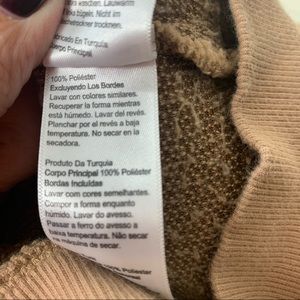 waschen. Lauwarm
bügeln. Nicht im
trocknen.
Fabricado En Turquía
Cuerpo Principal
100% Poliéster
Excluyendo Los Bordes
Lavar con colores similares.
Recuperar la forma mientras
está húmedo. Lavar del revés.
Planchar por el revés a baja
temperatura. No secar en la
secadora.
Produto Da Turquia
Corpo Principal 100% Poliéster
Bordas Incluídas
Lavar com cores semelhantes.
Compor a forma enquanto
húmido. Lavar do avesso.
Passar a ferro do avesso a
baixa temperatura. Não secar
na máquina de secar.
100% Poliester